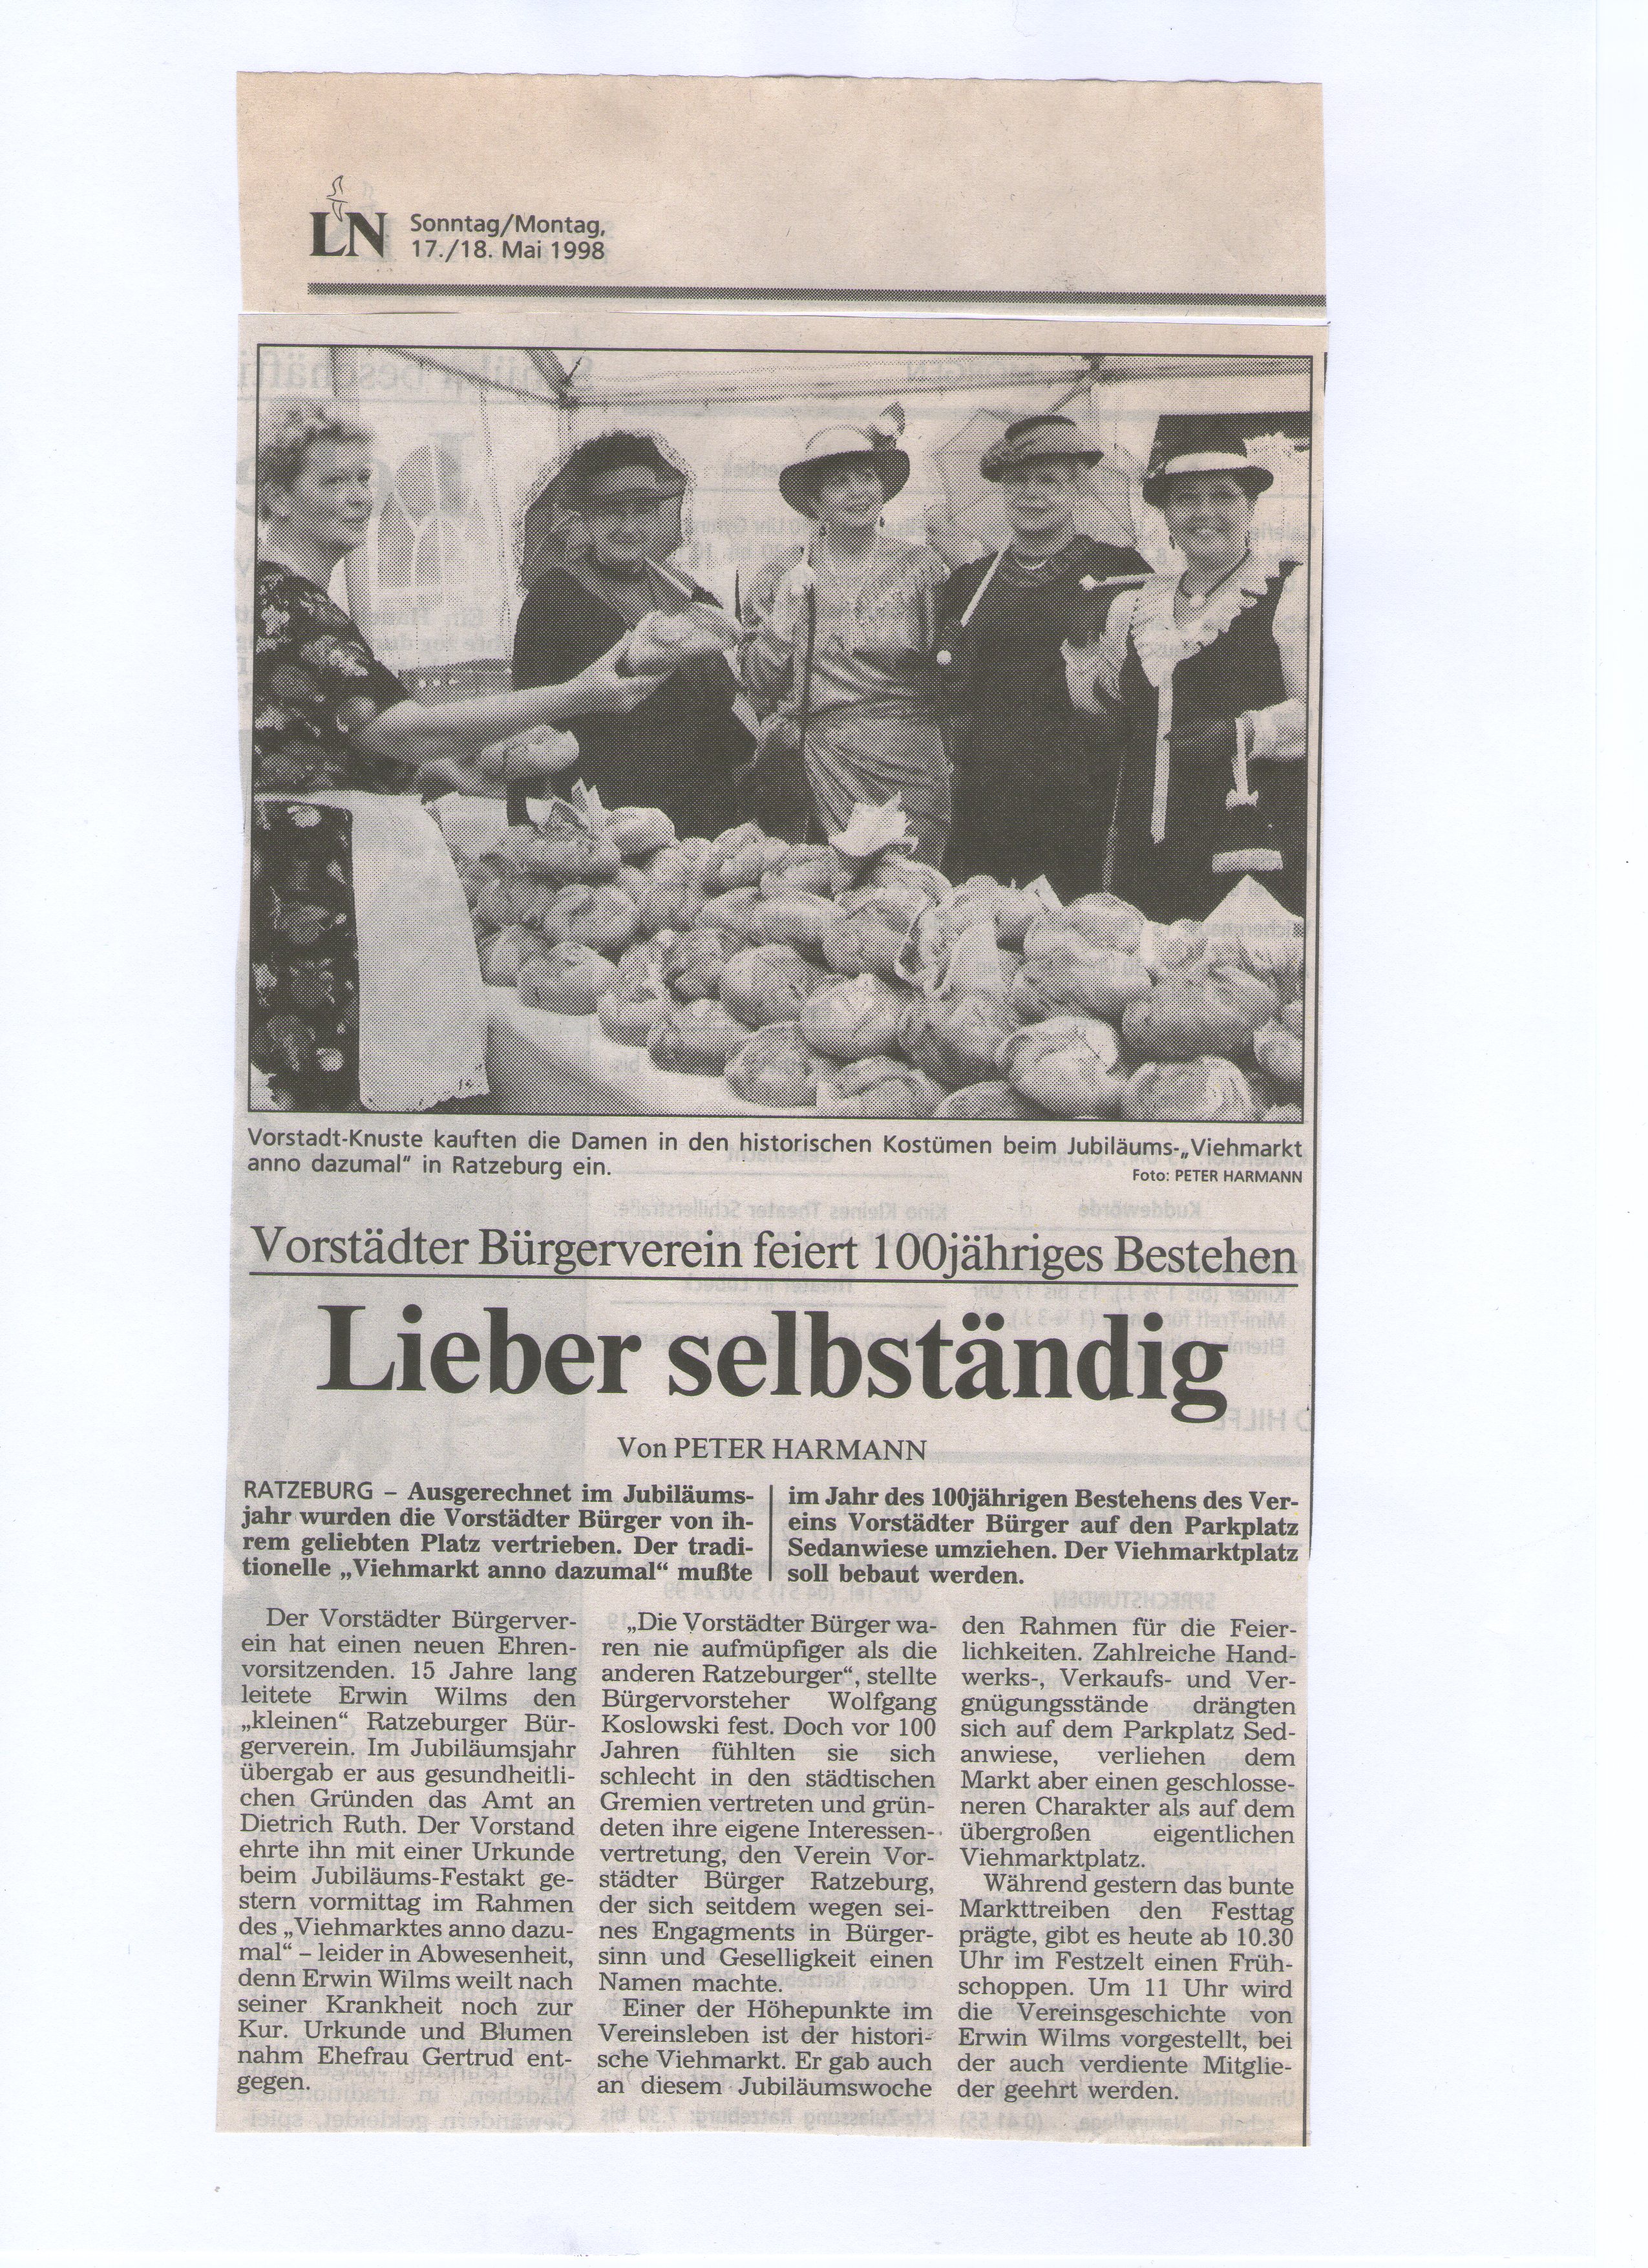 LN
Sonntag/Montag,
17./18. Mai 1998
Vorstadt-Knuste kauften die Damen in den historischen Kostümen beim Jubiläums-„Viehmarkt
anno dazumal“ in Ratzeburg ein.
Foto: PETER HARMANN
Vorstädter Bürgerverein feiert 100jähriges Bestehen
Lieber selbständig
Von PETER HARMANN
RATZEBURG – Ausgerechnet im Jubiläums-
jahr wurden die Vorstädter Bürger von ih-
rem geliebten Platz vertrieben. Der tradi-
tionelle „Viehmarkt anno dazumal“ mußte
im Jahr des 100jährigen Bestehens des Ver-
eins Vorstädter Bürger auf den Parkplatz
Sedanwiese umziehen. Der Viehmarktplatz
soll bebaut werden.
Der Vorstädter Bürgerver-
ein hat einen neuen Ehren-
vorsitzenden. 15 Jahre lang
leitete Erwin Wilms den
„kleinen“ Ratzeburger Bür-
gerverein. Im Jubiläumsjahr
übergab er aus gesundheitli-
chen Gründen das Amt an
Dietrich Ruth. Der Vorstand
ehrte ihn mit einer Urkunde
beim Jubiläums-Festakt ge-
stern vormittag im Rahmen
des „Viehmarktes anno dazu-
mal“ – leider in Abwesenheit,
denn Erwin Wilms weilt nach
seiner Krankheit noch zur
Kur. Urkunde und Blumen
nahm Ehefrau Gertrud ent-
gegen.
„Die Vorstädter Bürger wa-
ren nie aufmüpfiger als die
anderen Ratzeburger“, stellte
Bürgervorsteher Wolfgang
Koslowski fest. Doch vor 100
Jahren fühlten sie sich
schlecht in den städtischen
Gremien vertreten und grün-
deten ihre eigene Interessen-
vertretung, den Verein Vor-
städter Bürger Ratzeburg,
der sich seitdem wegen sei-
nes Engagments in Bürger-
sinn und Geselligkeit einen
Namen machte.
Einer der Höhepunkte im
Vereinsleben ist der histori-
sche Viehmarkt. Er gab auch
an diesem Jubiläumswoche
den Rahmen für die Feier-
lichkeiten. Zahlreiche Hand-
werks-, Verkaufs- und Ver-
gnügungsstände drängten
sich auf dem Parkplatz Sed-
anwiese, verliehen dem
Markt aber einen geschlosse-
neren Charakter als auf dem
übergroßen eigentlichen
Viehmarktplatz.
Während gestern das bunte
Markttreiben den Festtag
prägte, gibt es heute ab 10.30
Uhr im Festzelt einen Früh-
schoppen. Um 11 Uhr wird
die Vereinsgeschichte von
Erwin Wilms vorgestellt, bei
der auch verdiente Mitglie-
der geehrt werden.